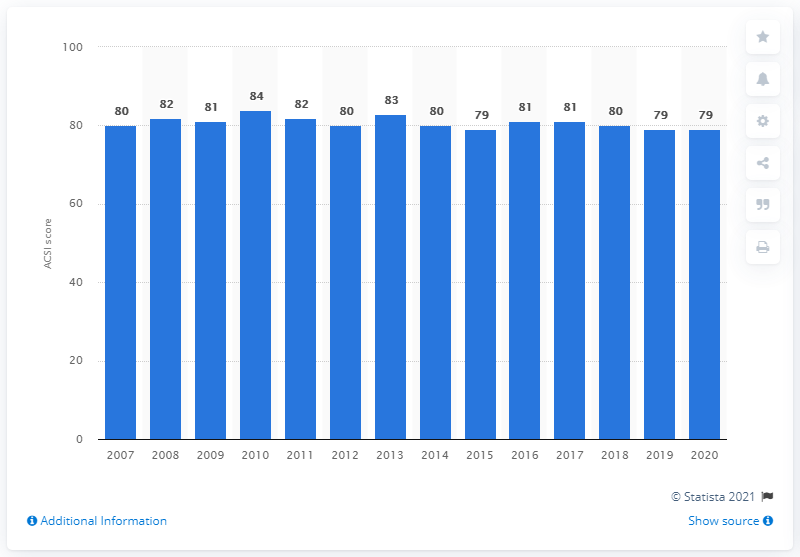 100
80
60
40
20
0
ACSI score
80 82 81 84 82 80 83 80 79 81 81 80 79 79
2007 2008 2009 2010 2011 2012 2013 2014 2015 2016 2017 2018 2019 2020
© Statista 2021
Additional Information
Show source